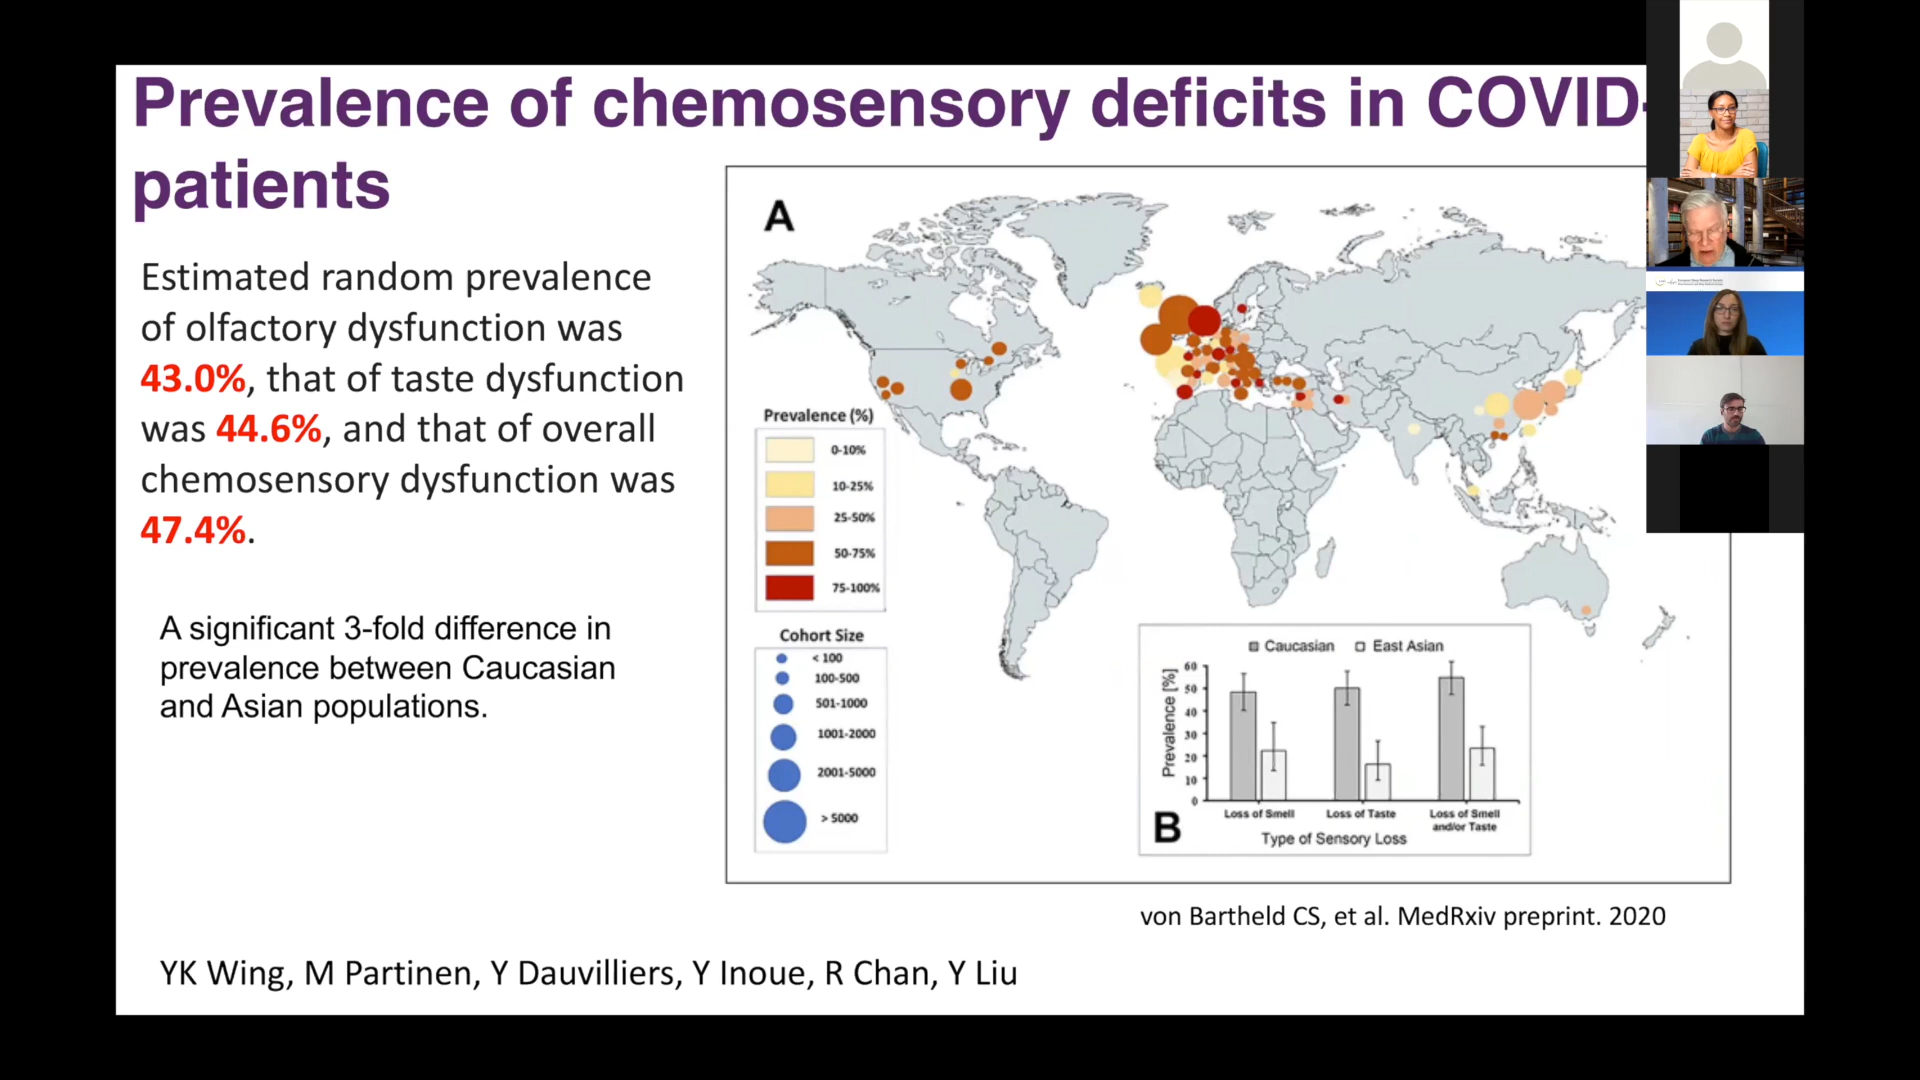 Prevalence of chemosensory deficits in COVID-
patients
Estimated random prevalence
of olfactory dysfunction was
43.0%, that of taste dysfunction
was 44.6%, and that of overall
chemosensory dysfunction was
47.4%.
A significant 3-fold difference in
prevalence between Caucasian
and Asian populations.
A
Prevalence (%)
0-10%
10-25%
25-50%
50-75%
75-100%
Cohort Size
< 100
100-500
501-1000
1001-2000
2001-5000
> 5000
Caucasian East Asian
Prevalence [%]
60
50
40
30
20
10
0
Loss of Smell Loss of Taste Loss of Smell
and/or Taste
B
Type of Sensory Loss
von Bartheld CS, et al. MedRxiv preprint. 2020
YK Wing, M Partinen, Y Dauvilliers, Y Inoue, R Chan, Y Liu